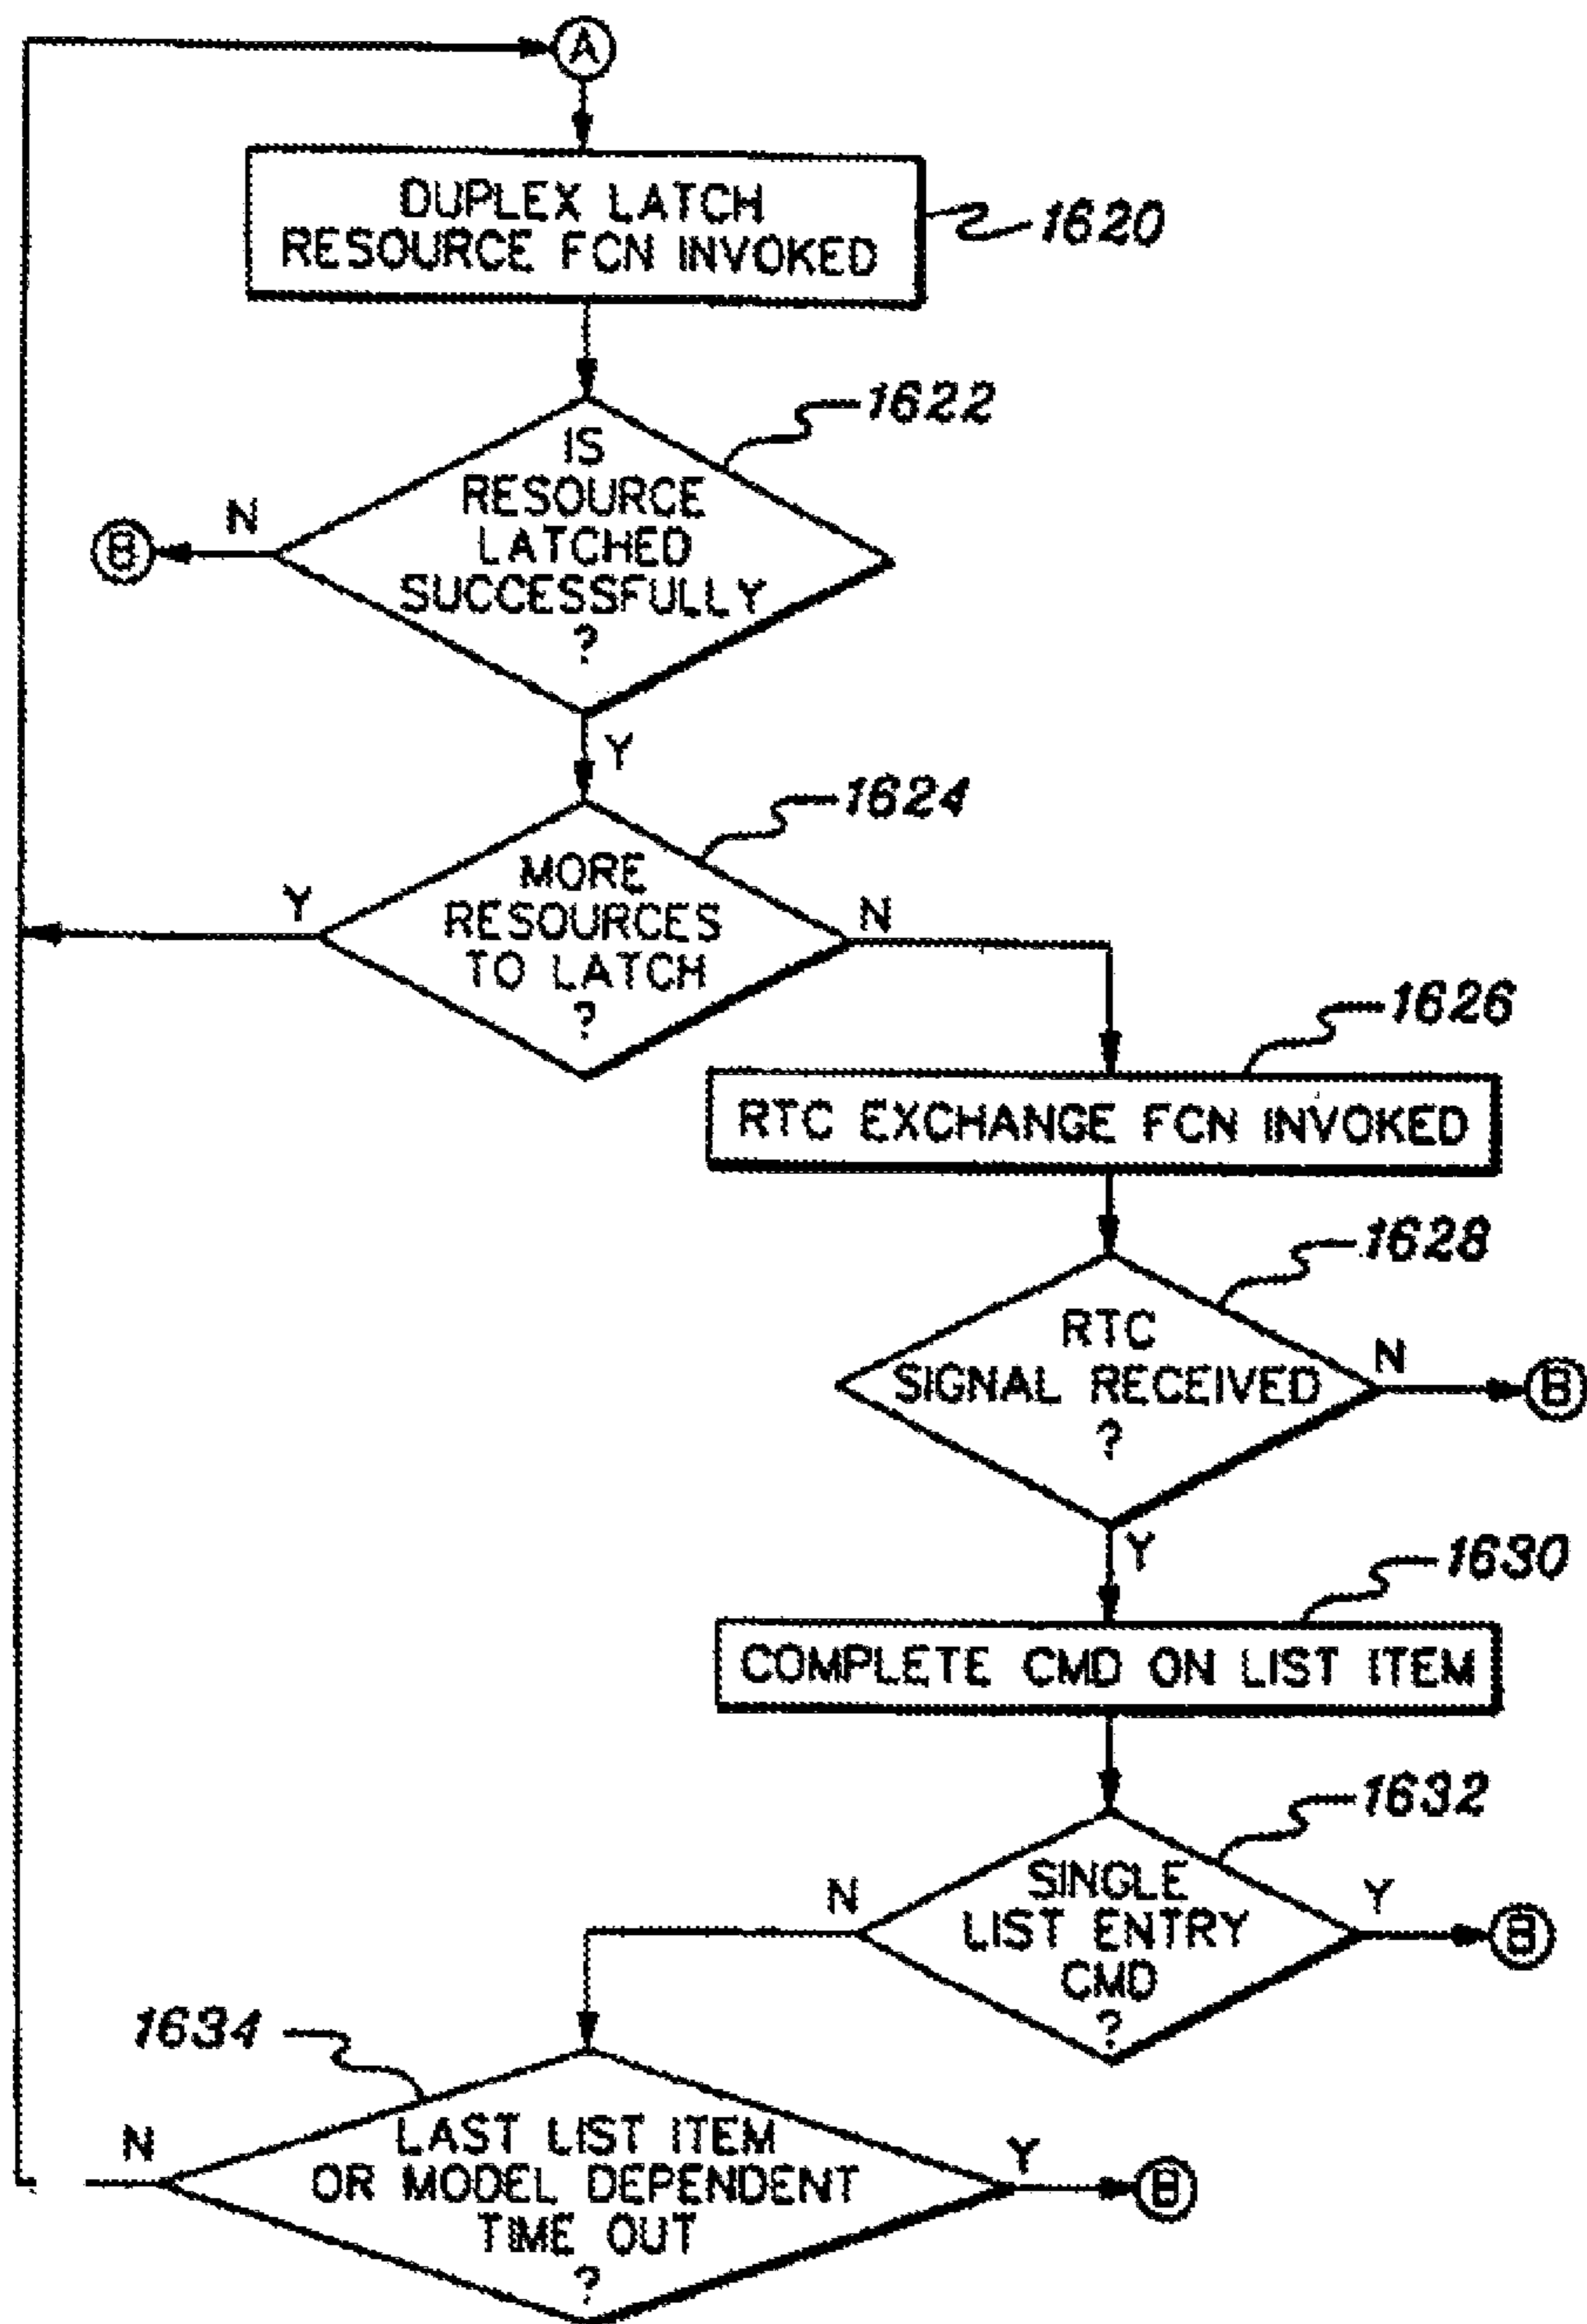 A
DUPLEX LATCH
RESOURCE FCN INVOKED
1620
1622
IS
RESOURCE
LATCHED
SUCCESSFULLY
?
N
B
Y
1624
MORE
RESOURCES
TO LATCH
?
Y
N
1626
RTC EXCHANGE FCN INVOKED
1628
RTC
SIGNAL RECEIVED
?
N
B
Y
1630
COMPLETE CMD ON LIST ITEM
1632
SINGLE
LIST ENTRY
CMD
?
N
Y
B
1634
LAST LIST ITEM
OR MODEL DEPENDENT
TIME OUT
?
N
Y
B